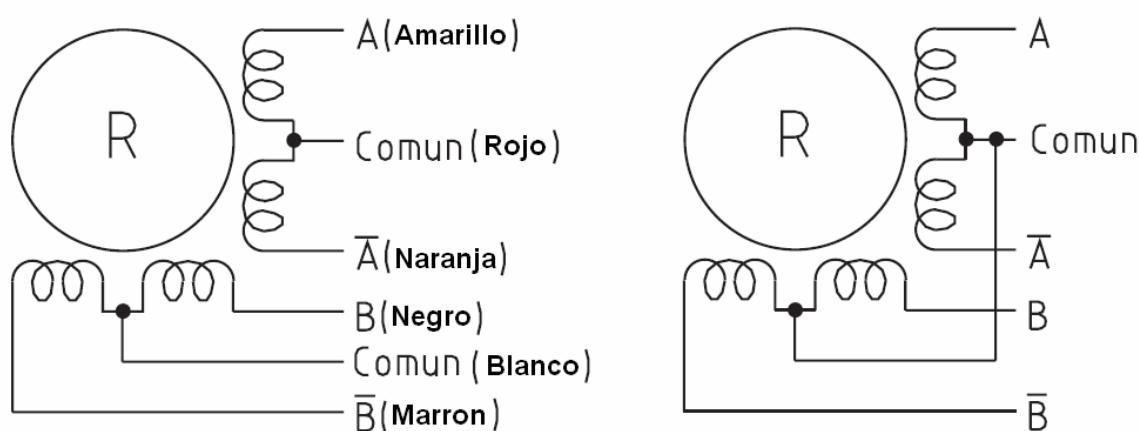 R
A (Amarillo)
Comun (Rojo)
A̅ (Naranja)
B (Negro)
Comun (Blanco)
B̅ (Marron)
R
A
Comun
A̅
B
B̅